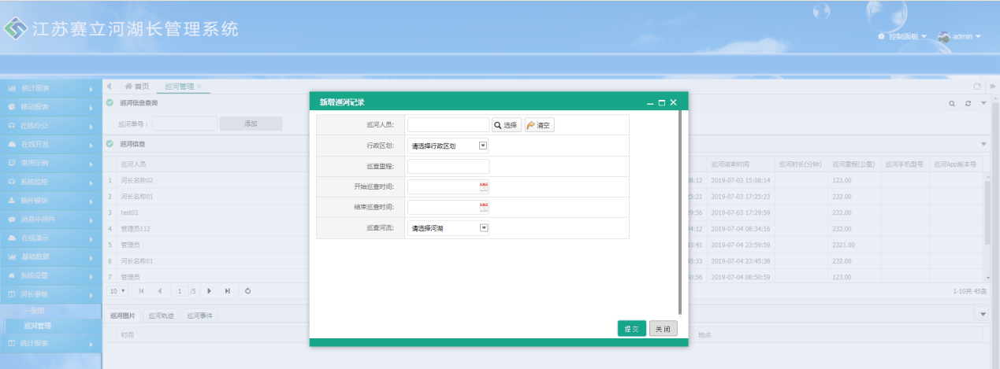 江苏赛立河湖长管理系统
控制面板
admin
统计报表
移动报表
在线办公
在线开发
常用示例
系统监控
插件模块
消息中间件
在线演示
基础数据
系统设置
河长事物
一张图
巡河管理
统计报表
首页 巡河管理 ×
巡河信息查询
巡河单号： 添加
巡河信息
巡河人员 巡河结束时间 巡河时长(分钟) 巡河里程(公里) 巡河手机型号 巡河App版本号
1 河长名称02 08:12 2019-07-03 15:08:14 123.00
2 河长名称01 25:21 2019-07-03 17:25:23 232.00
3 test02 29:56 2019-07-03 17:29:59 232.00
4 管理员112 34:12 2019-07-04 08:34:16 232.00
5 管理员 43:41 2019-07-04 23:59:59 2321.00
6 河长名称01 45:33 2019-07-04 23:45:38 232.00
7 管理员 50:56 2019-07-04 08:50:59 123.00
10 1 /5 1-10共 45条
巡河图片 巡河轨迹 巡河事件
时间 地点
新增巡河记录
巡河人员: 选择 清空
行政区划: 请选择行政区划
巡查里程:
开始巡查时间:
结束巡查时间:
巡查河流: 请选择河湖
提交 关闭